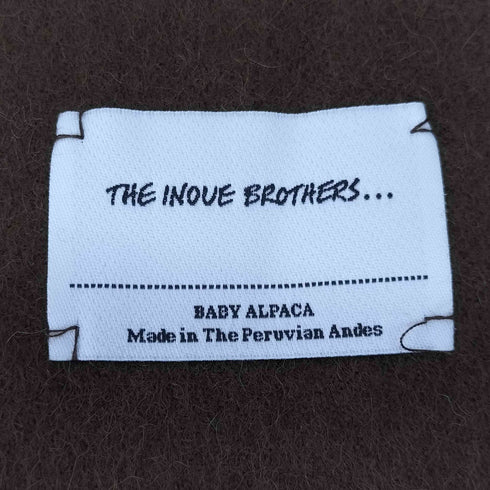 THE INOUE BROTHERS...
BABY ALPACA
Made in The Peruvian Andes